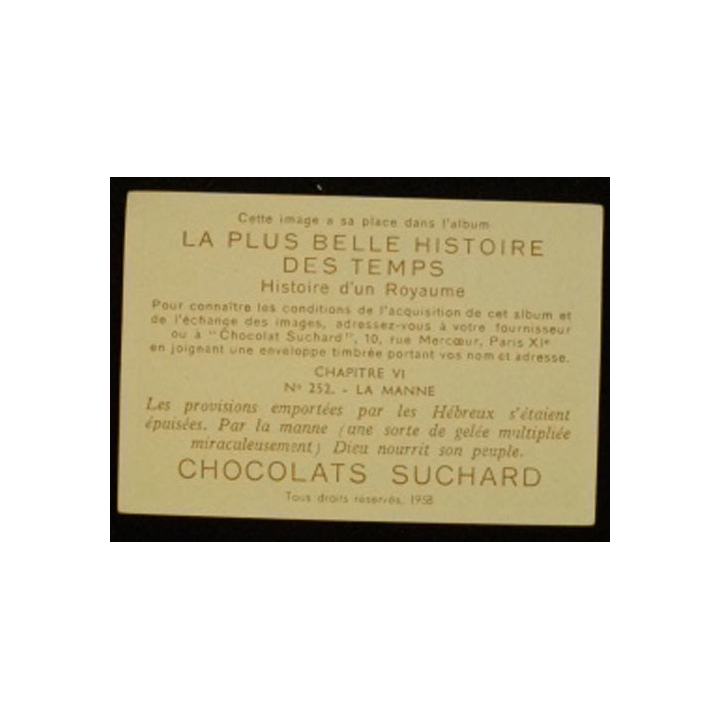 Cette image a sa place dans l'album
LA PLUS BELLE HISTOIRE
DES TEMPS
Histoire d'un Royaume
Pour connaître les conditions de l'acquisition de cet album et
de l'échange des images, adressez-vous à votre fournisseur
ou à "Chocolat Suchard", 10, rue Mercœur, Paris XIe
en joignant une enveloppe timbrée portant vos nom et adresse.
CHAPITRE VI
No 252. - LA MANNE
Les provisions emportées par les Hébreux s'étaient
épuisées. Par la manne (une sorte de gelée multipliée
miraculeusement) Dieu nourrit son peuple.
CHOCOLATS SUCHARD
Tous droits réservés, 1958